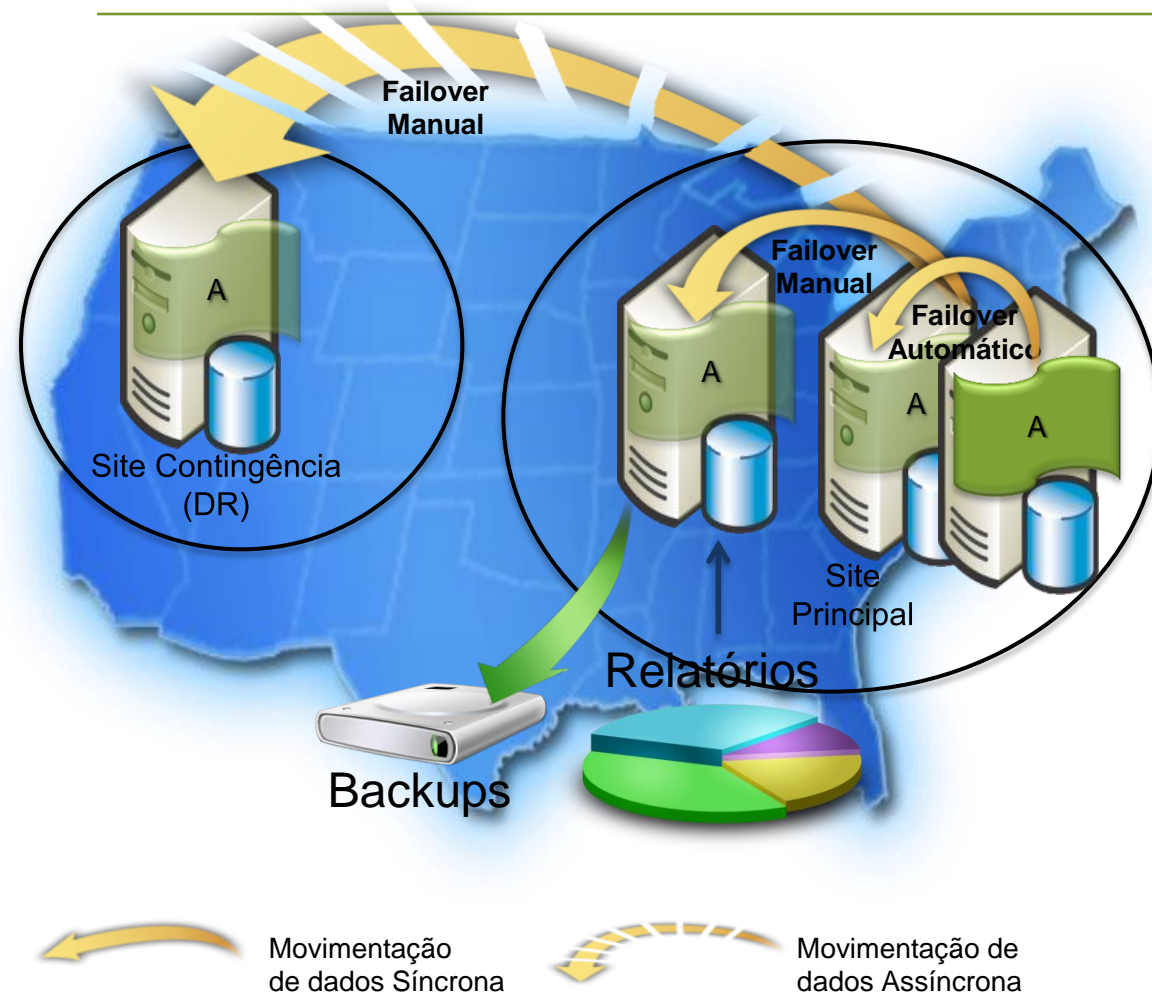 Failover
Manual
Failover
Manual
Failover
Automático
A
A
A
A
Site Contingência
(DR)
Site
Principal
Relatórios
Backups
Movimentação
de dados Síncrona
Movimentação de
dados Assíncrona